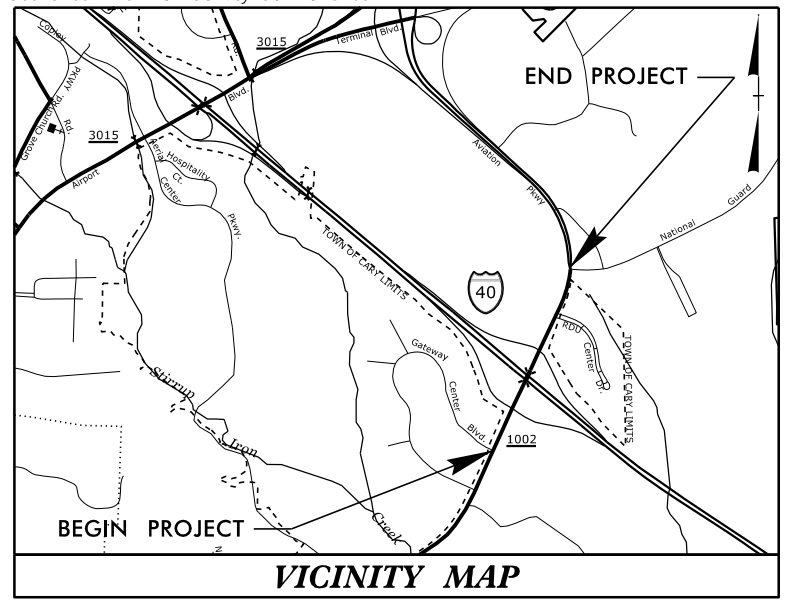 3015
Terminal Blvd.
END PROJECT
Copley
PKWY
Blvd.
Grove Church Rd.
Rd.
3015
Aviation
Pkwy
Aerial
Center
Pkwy.
Hospitality
Ct.
Airport
National Guard
TOWN OF CARY LIMITS
40
RDU
Center
Dr.
TOWN OF CARY LIMITS
Gateway
Center
Blvd.
Stirrup
Iron
Creek
1002
BEGIN PROJECT
N
VICINITY MAP